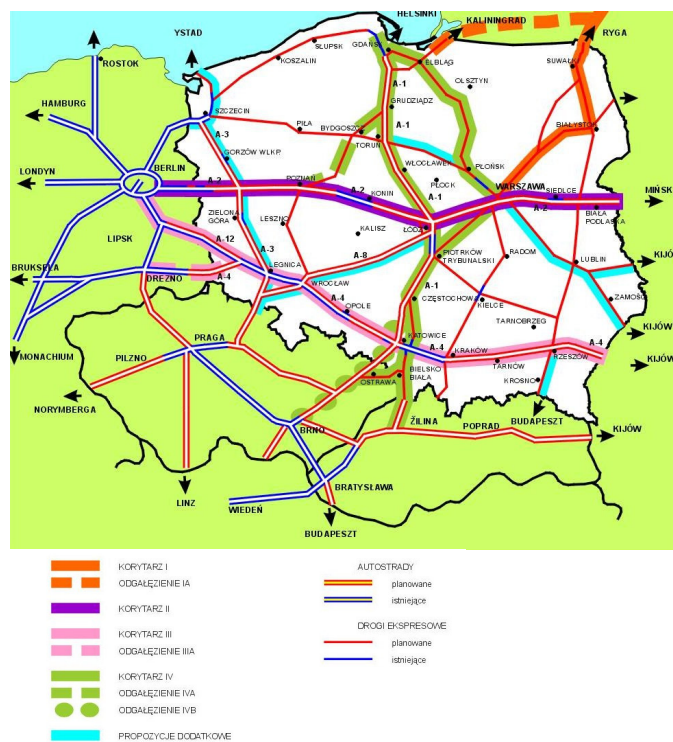 HELSINKI
KALININGRAD
YSTAD
SŁUPSK
GDAŃSK
RYGA
ROSTOK
KOSZALIN
ELBLĄG
SUWAŁKI
OLSZTYN
A-1
HAMBURG
SZCZECIN
GRUDZIĄDZ
A-3
PIŁA
BYDGOSZCZ
A-1
BIAŁYSTOK
TORUŃ
GORZÓW WLKP
WŁOCŁAWEK
PŁOŃSK
LONDYN
BERLIN
A-2
POZNAŃ
A-2
KONIN
PŁOCK
A-1
WARSZAWA
SIEDLCE
MIŃSK
A-2
BIAŁA
PODLASKA
ZIELONA
GÓRA
LESZNO
KALISZ
ŁÓDŹ
LIPSK
A-12
A-8
PIOTRKÓW
TRYBUNALSKI
RADOM
LUBLIN
KIJÓW
BRUKSELA
DREZNO
A-4
A-3
LEGNICA
WROCŁAW
A-1
CZĘSTOCHOW
KIELCE
ZAMOŚĆ
A-4
OPOLE
TARNOBRZEG
KIJÓW
MONACHIUM
PRAGA
KATOWICE
A-4
KRAKÓW
TARNÓW
RZESZÓW
A-4
KIJÓW
PILZNO
OSTRAWA
BIELSKO
BIAŁA
KROSNO
NORYMBERGA
BRNO
ŽILINA
POPRAD
BUDAPESZT
KIJÓW
LINZ
WIEDEŃ
BRATYSŁAWA
BUDAPESZT
KORYTARZ I
ODGAŁĘZIENIE IA
KORYTARZ II
KORYTARZ III
ODGAŁĘZIENIE IIIA
KORYTARZ IV
ODGAŁĘZIENIE IVA
ODGAŁĘZIENIE IVB
PROPOZYCJE DODATKOWE
AUTOSTRADY
planowane
istniejące
DROGI EKSPRESOWE
planowane
istniejące